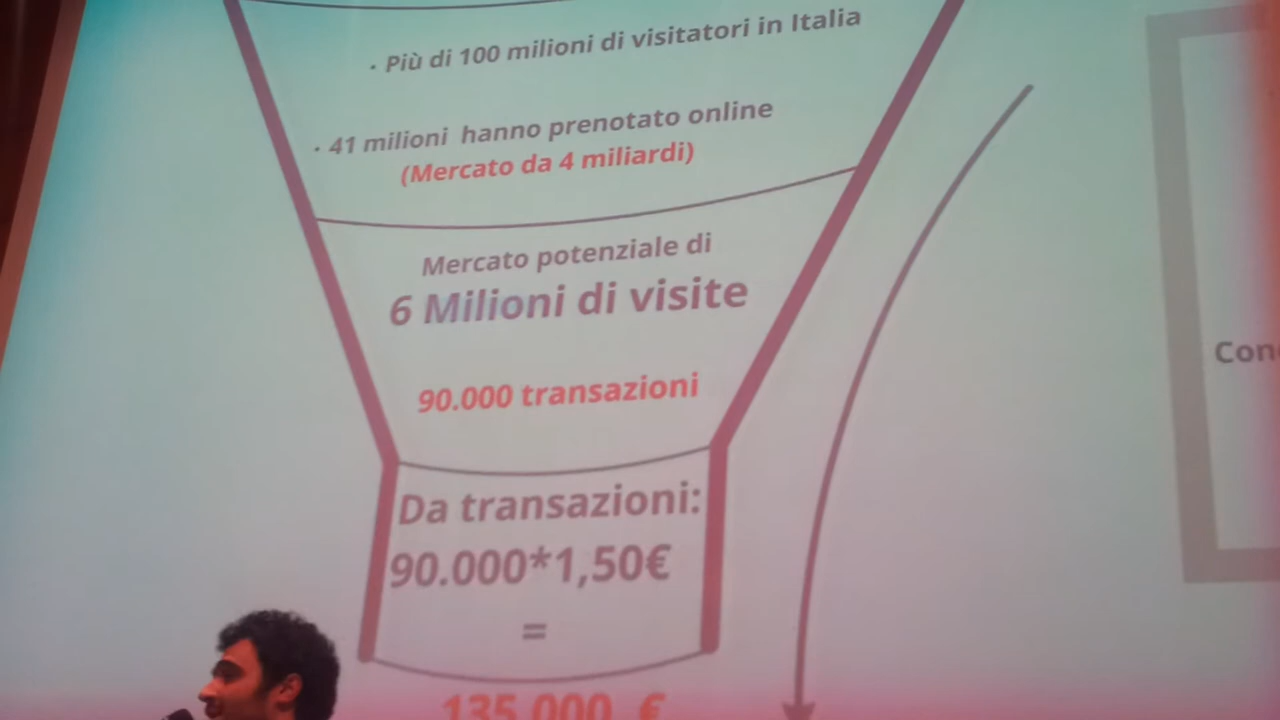 · Più di 100 milioni di visitatori in Italia
· 41 milioni hanno prenotato online
(Mercato da 4 miliardi)
Mercato potenziale di
6 Milioni di visite
90.000 transazioni
Da transazioni:
90.000*1,50€
=
135.000 €